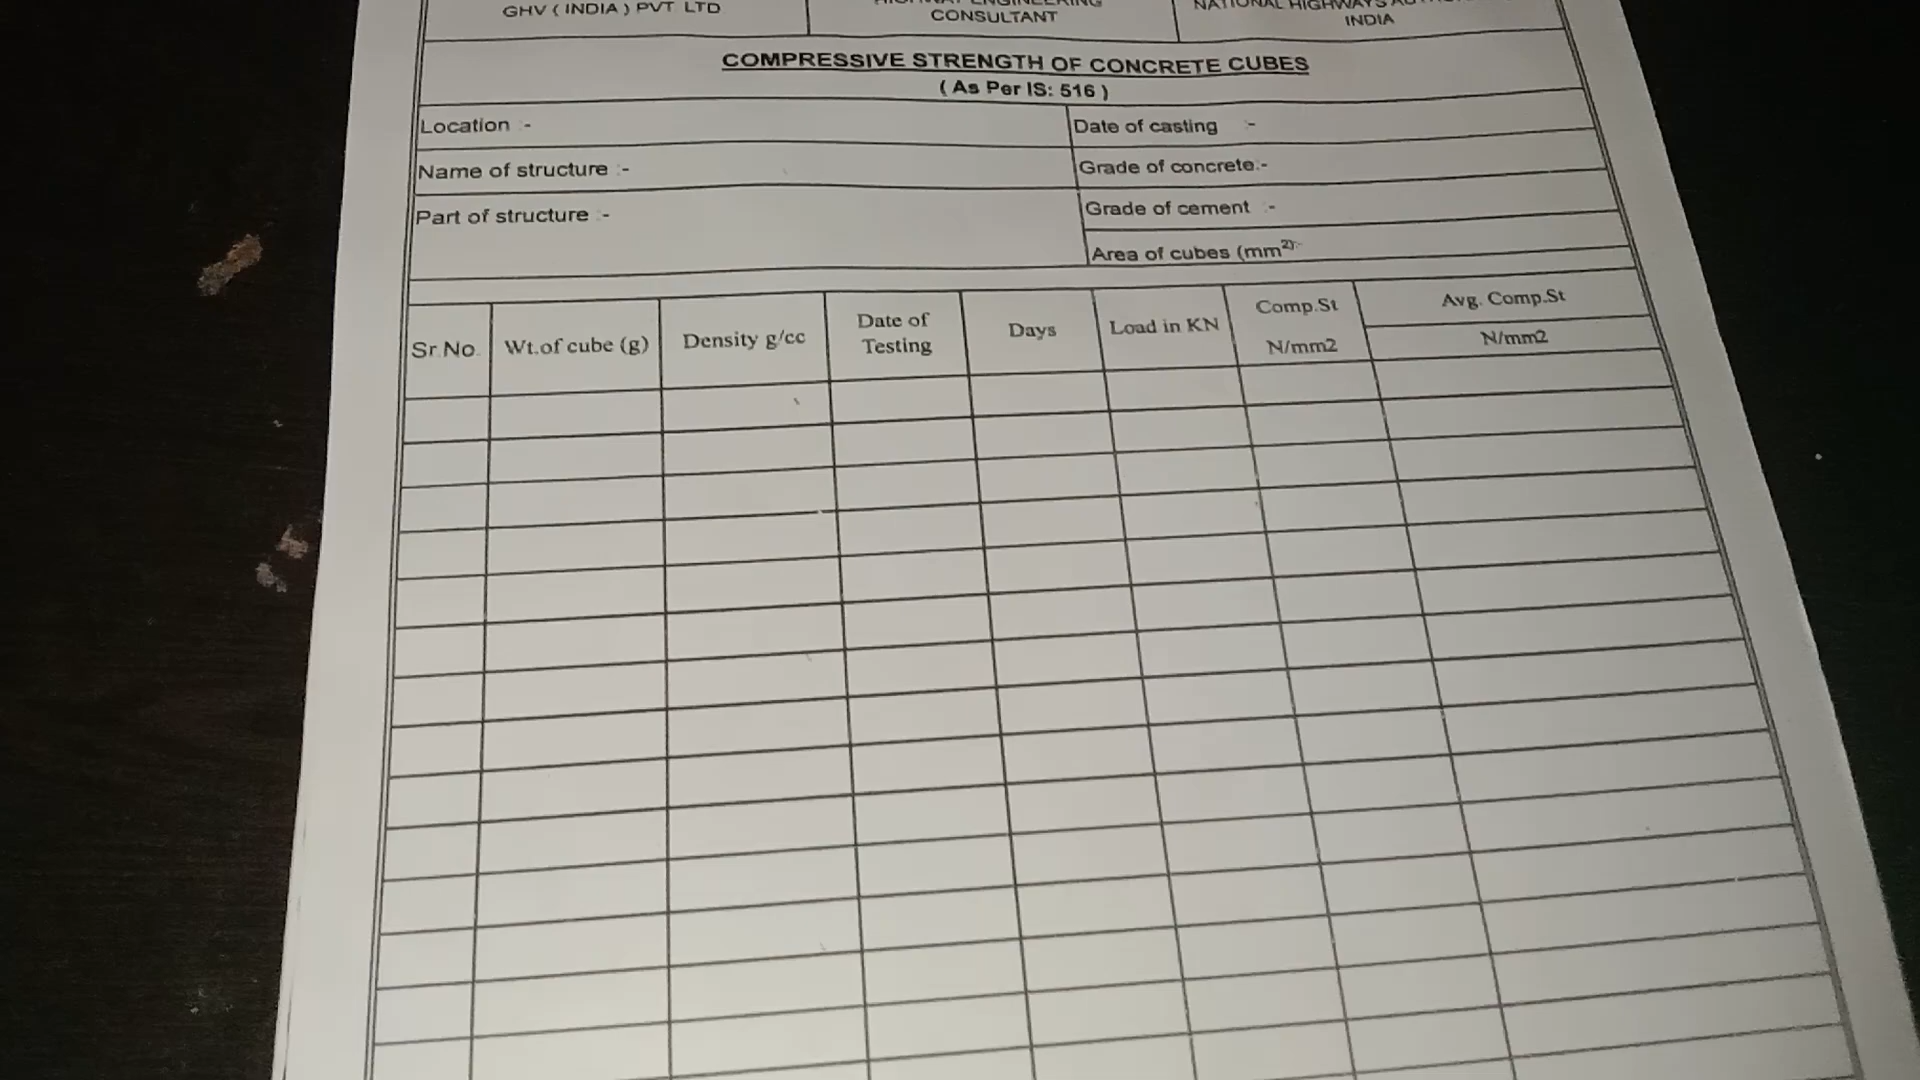 GHV ( INDIA ) PVT LTD
HIGHWAY ENGINEERING
CONSULTANT
NATIONAL HIGHWAYS
INDIA
COMPRESSIVE STRENGTH OF CONCRETE CUBES
( As Per IS: 516 )
Location :-
Date of casting :-
Name of structure :-
Grade of concrete:-
Part of structure :-
Grade of cement :-
Area of cubes (mm²):-
Sr.No.
Wt.of cube (g)
Density g/cc
Date of
Testing
Days
Load in KN
Comp.St
N/mm2
Avg. Comp.St
N/mm2